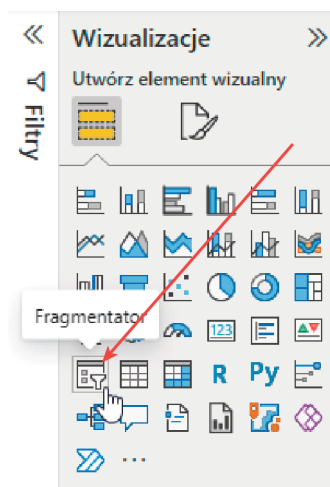 Wizualizacje
Utwórz element wizualny
Filtry
123
Fragmentator
R Py
...